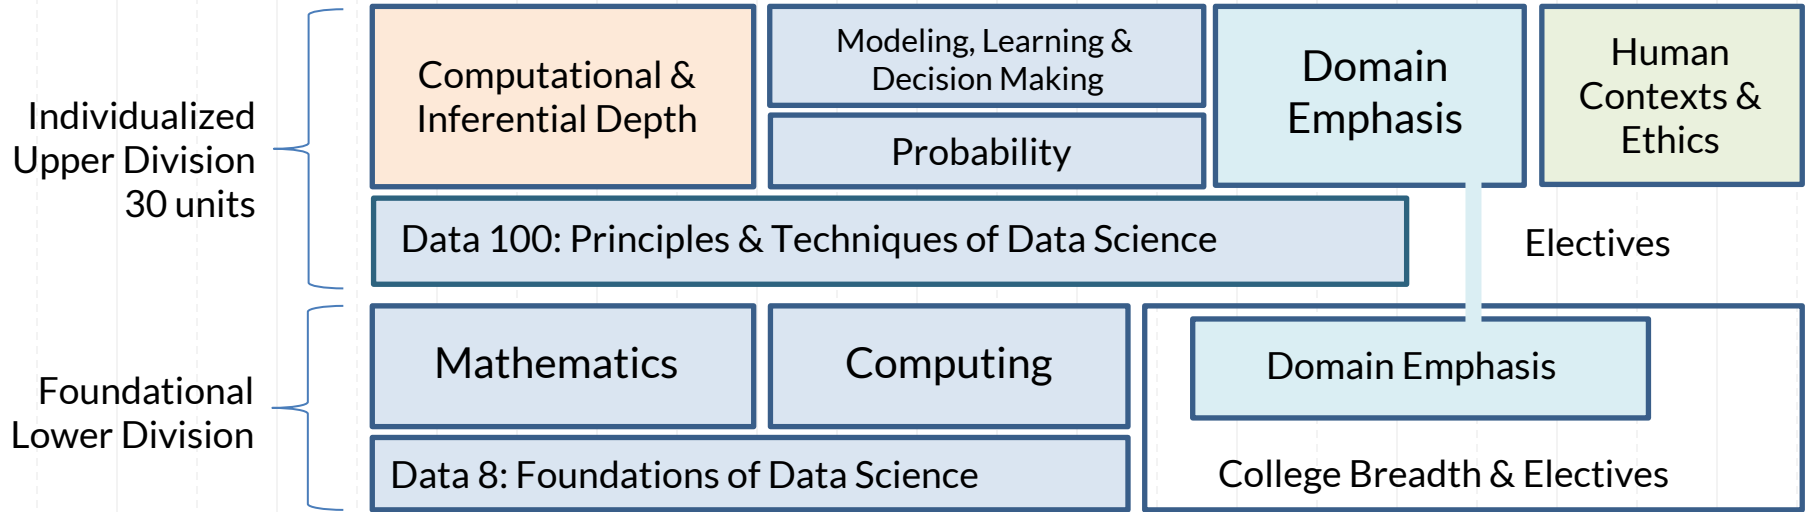 Individualized
Upper Division
30 units
Computational &
Inferential Depth
Modeling, Learning &
Decision Making
Probability
Domain
Emphasis
Human
Contexts &
Ethics
Data 100: Principles & Techniques of Data Science
Electives
Foundational
Lower Division
Mathematics
Computing
Domain Emphasis
Data 8: Foundations of Data Science
College Breadth & Electives